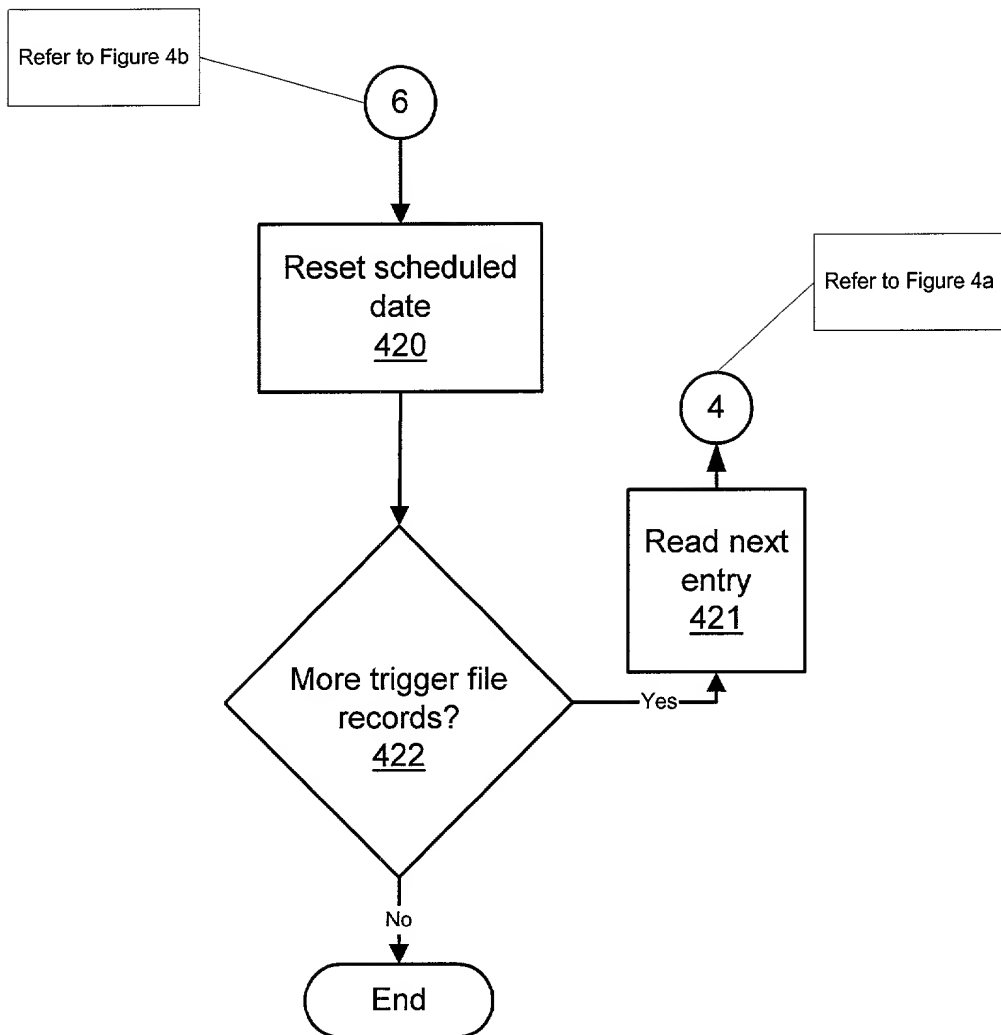 Refer to Figure 4b
6
Reset scheduled
date
420
Refer to Figure 4a
4
Read next
entry
421
More trigger file
records?
422
Yes
No
End